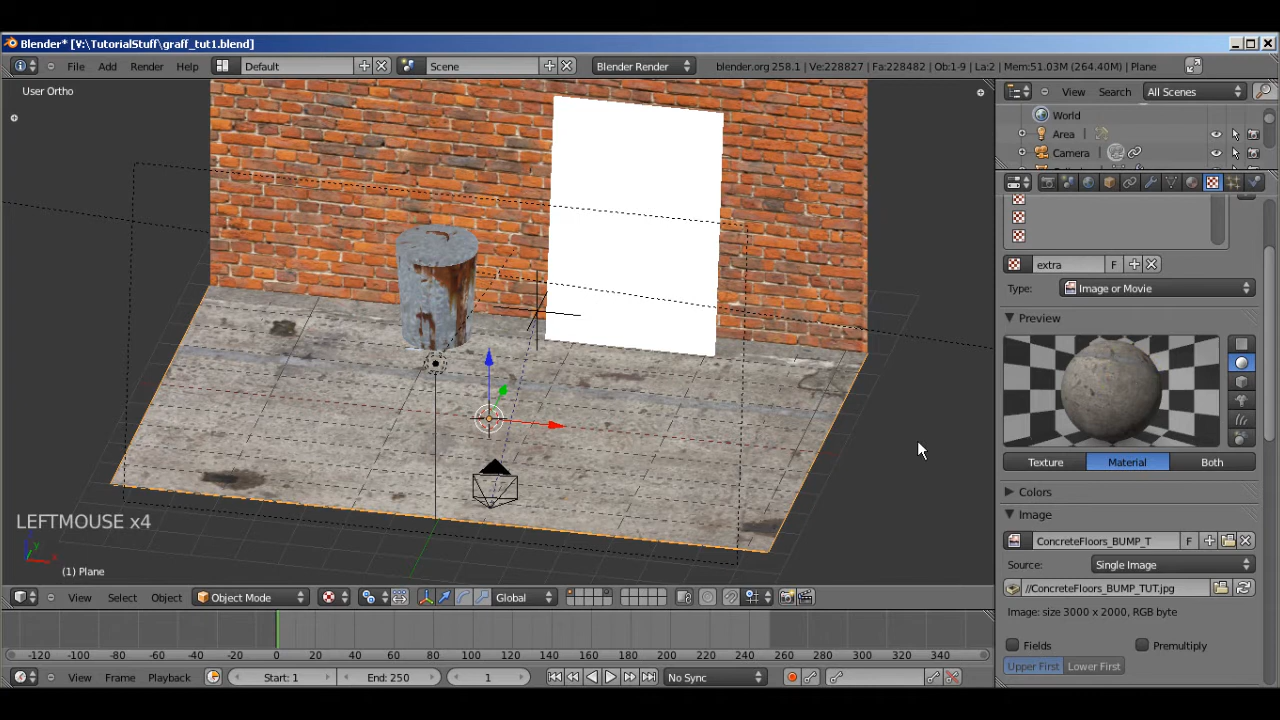 Blender* [V:\TutorialStuff\graff_tut1.blend]
File Add Render Help Default Scene Blender Render blender.org 258.1 | Ve:228827 | Fa:228482 | Ob:1-9 | La:2 | Mem:51.03M (264.40M) | Plane
User Ortho
View Search All Scenes
World
Area
Camera
extra F
Type: Image or Movie
Preview
Texture Material Both
Colors
Image
LEFTMOUSE x4
ConcreteFloors_BUMP_T F
Source: Single Image
(1) Plane
//ConcreteFloors_BUMP_TUT.jpg
View Select Object Object Mode Global
Image: size 3000 x 2000, RGB byte
Fields Premultiply
Upper First Lower First
-120 -100 -80 -60 -40 -20 0 20 40 60 80 100 120 140 160 180 200 220 240 260 280 300 320 340
View Frame Playback Start: 1 End: 250 1 No Sync